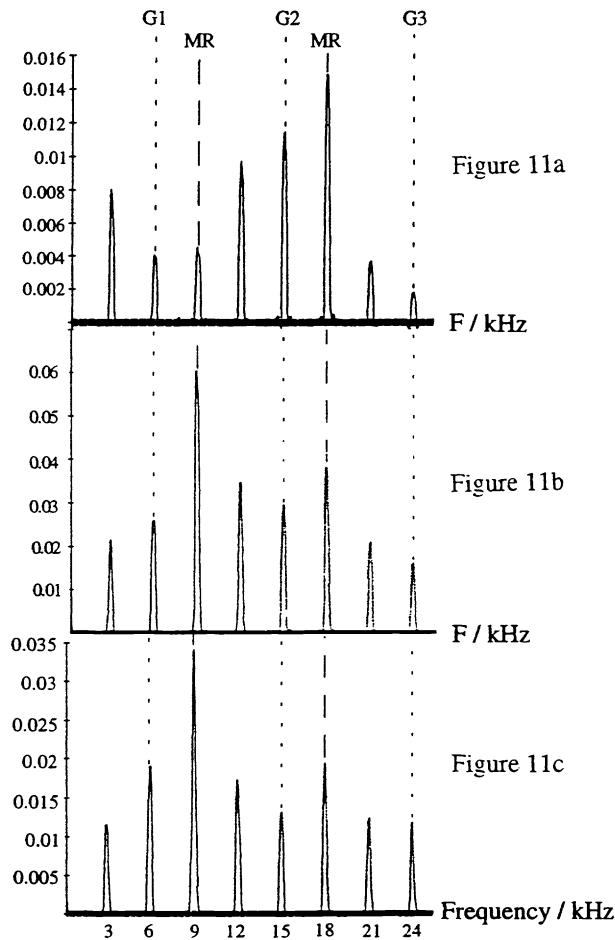 G1 G2 G3
MR MR
0.016
0.014
0.012
0.01
0.008
0.006
0.004
0.002
Figure 11a
F / kHz
0.06
0.05
0.04
0.03
0.02
0.01
Figure 11b
F / kHz
0.035
0.03
0.025
0.02
0.015
0.01
0.005
Figure 11c
Frequency / kHz
3 6 9 12 15 18 21 24